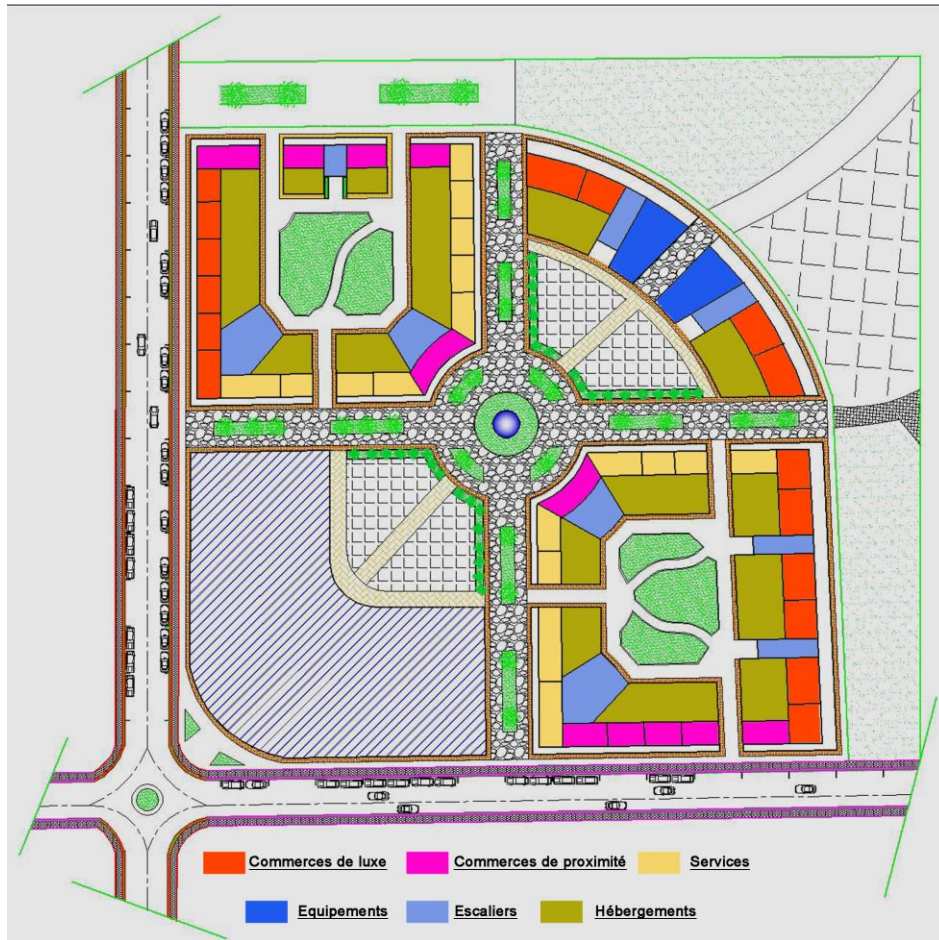 Commerces de luxe
Commerces de proximité
Services
Equipements
Escaliers
Hébergements